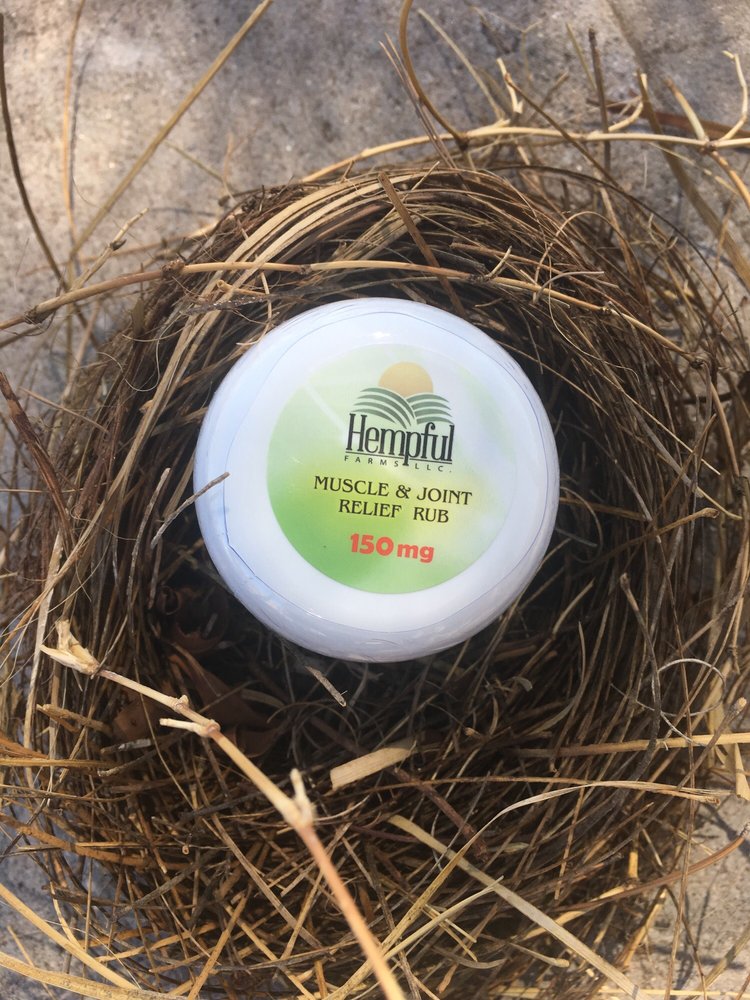 Hempful
FARMS LLC.
MUSCLE & JOINT
RELIEF RUB
150mg